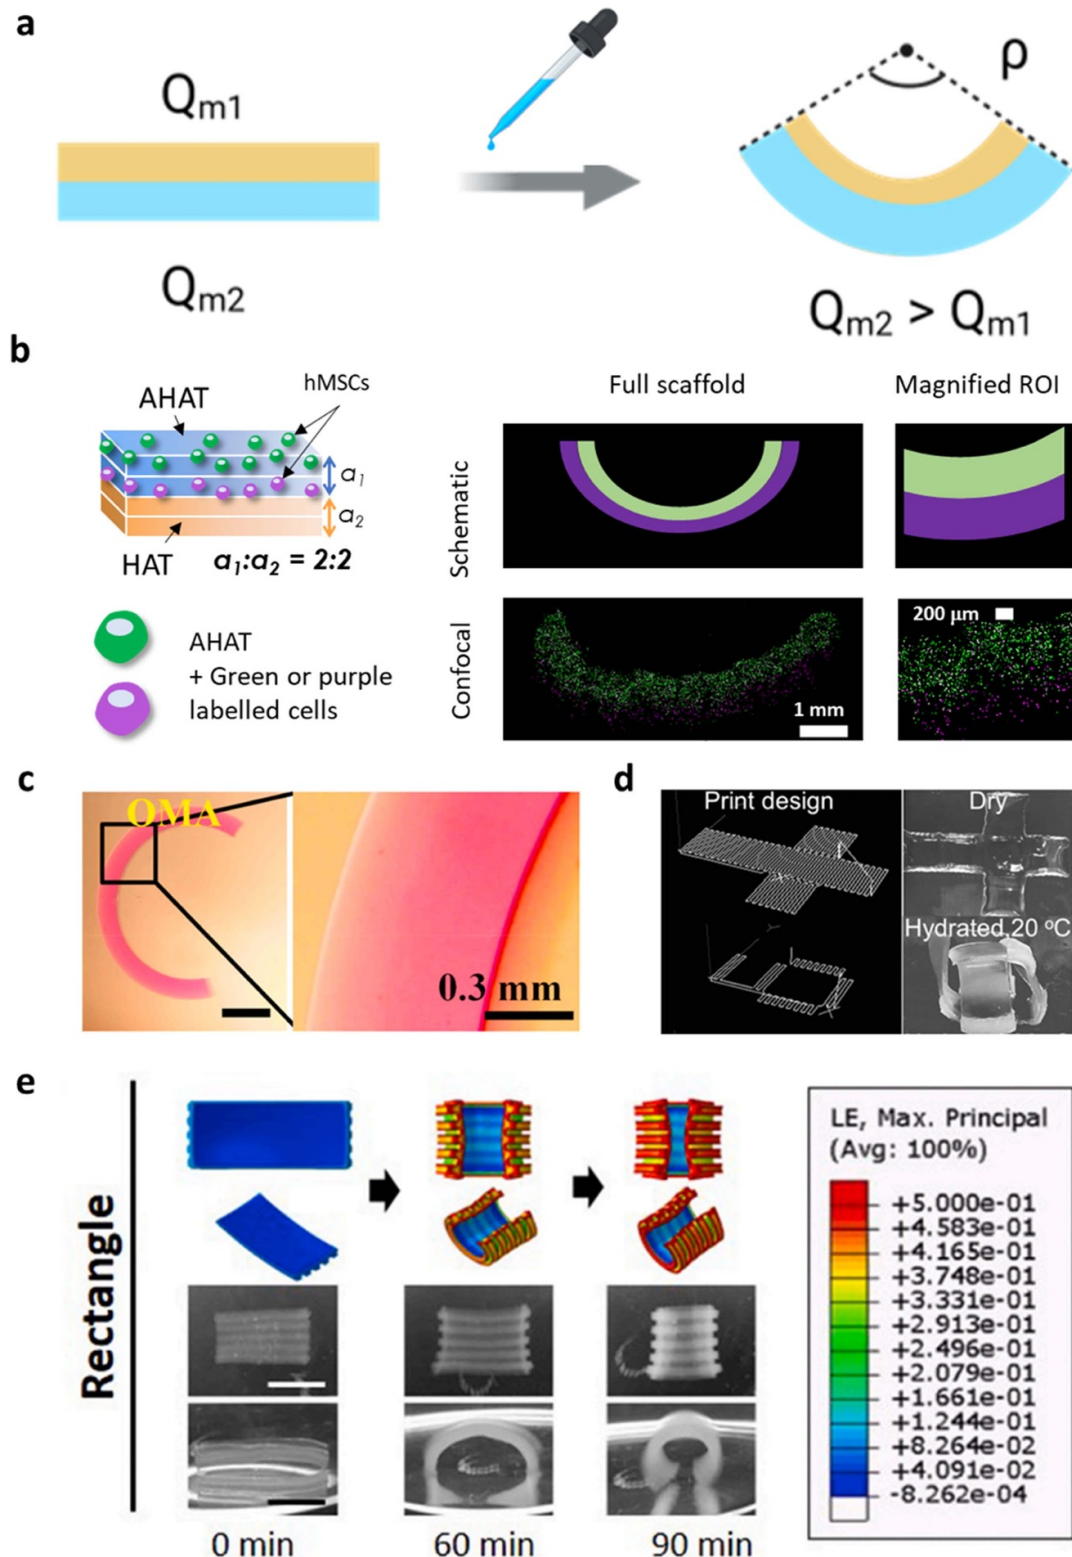 a
Qm1
Qm2
ρ
Qm2 > Qm1
b
hMSCs
AHAT
a1
a2
HAT
a1:a2 = 2:2
AHAT
+ Green or purple
labelled cells
Full scaffold
Magnified ROI
Schematic
Confocal
1 mm
200 µm
c
OMA
0.3 mm
d
Print design
Dry
Hydrated,20 °C
e
Rectangle
0 min
60 min
90 min
LE, Max. Principal
(Avg: 100%)
+5.000e-01
+4.583e-01
+4.165e-01
+3.748e-01
+3.331e-01
+2.913e-01
+2.496e-01
+2.079e-01
+1.661e-01
+1.244e-01
+8.264e-02
+4.091e-02
-8.262e-04